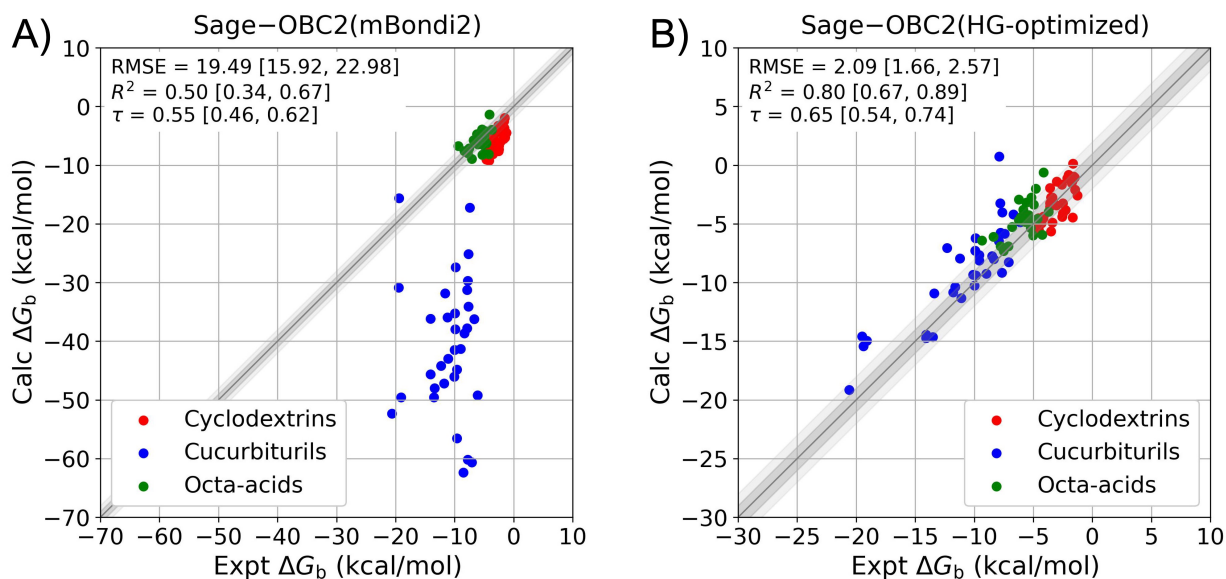 A)
Sage−OBC2(mBondi2)
RMSE = 19.49 [15.92, 22.98]
R² = 0.50 [0.34, 0.67]
τ = 0.55 [0.46, 0.62]
10
0
−10
−20
−30
−40
−50
−60
−70
Calc ΔG_b (kcal/mol)
Cyclodextrins
Cucurbiturils
Octa-acids
−70 −60 −50 −40 −30 −20 −10 0 10
Expt ΔG_b (kcal/mol)
B)
Sage−OBC2(HG-optimized)
RMSE = 2.09 [1.66, 2.57]
R² = 0.80 [0.67, 0.89]
τ = 0.65 [0.54, 0.74]
10
5
0
−5
−10
−15
−20
−25
−30
Calc ΔG_b (kcal/mol)
Cyclodextrins
Cucurbiturils
Octa-acids
−30 −25 −20 −15 −10 −5 0 5 10
Expt ΔG_b (kcal/mol)